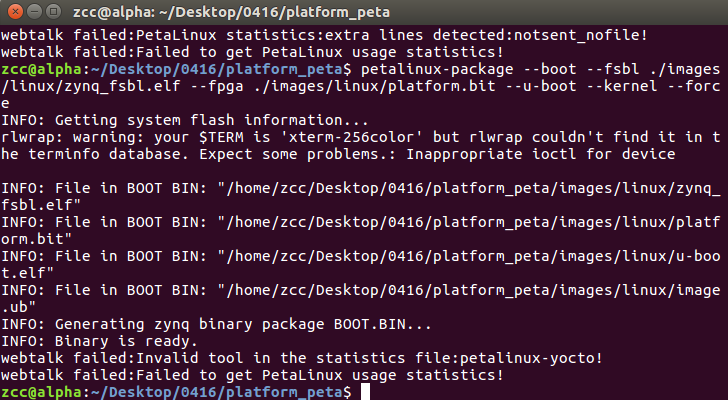 zcc@alpha: ~/Desktop/0416/platform_peta
webtalk failed:PetaLinux statistics:extra lines detected:notsent_nofile!
webtalk failed:Failed to get PetaLinux usage statistics!
zcc@alpha:~/Desktop/0416/platform_peta$ petalinux-package --boot --fsbl ./images
/linux/zynq_fsbl.elf --fpga ./images/linux/platform.bit --u-boot --kernel --forc
e
INFO: Getting system flash information...
rlwrap: warning: your $TERM is 'xterm-256color' but rlwrap couldn't find it in t
he terminfo database. Expect some problems.: Inappropriate ioctl for device
INFO: File in BOOT BIN: "/home/zcc/Desktop/0416/platform_peta/images/linux/zynq_
fsbl.elf"
INFO: File in BOOT BIN: "/home/zcc/Desktop/0416/platform_peta/images/linux/platf
orm.bit"
INFO: File in BOOT BIN: "/home/zcc/Desktop/0416/platform_peta/images/linux/u-boo
t.elf"
INFO: File in BOOT BIN: "/home/zcc/Desktop/0416/platform_peta/images/linux/image
.ub"
INFO: Generating zynq binary package BOOT.BIN...
INFO: Binary is ready.
webtalk failed:Invalid tool in the statistics file:petalinux-yocto!
webtalk failed:Failed to get PetaLinux usage statistics!
zcc@alpha:~/Desktop/0416/platform_peta$